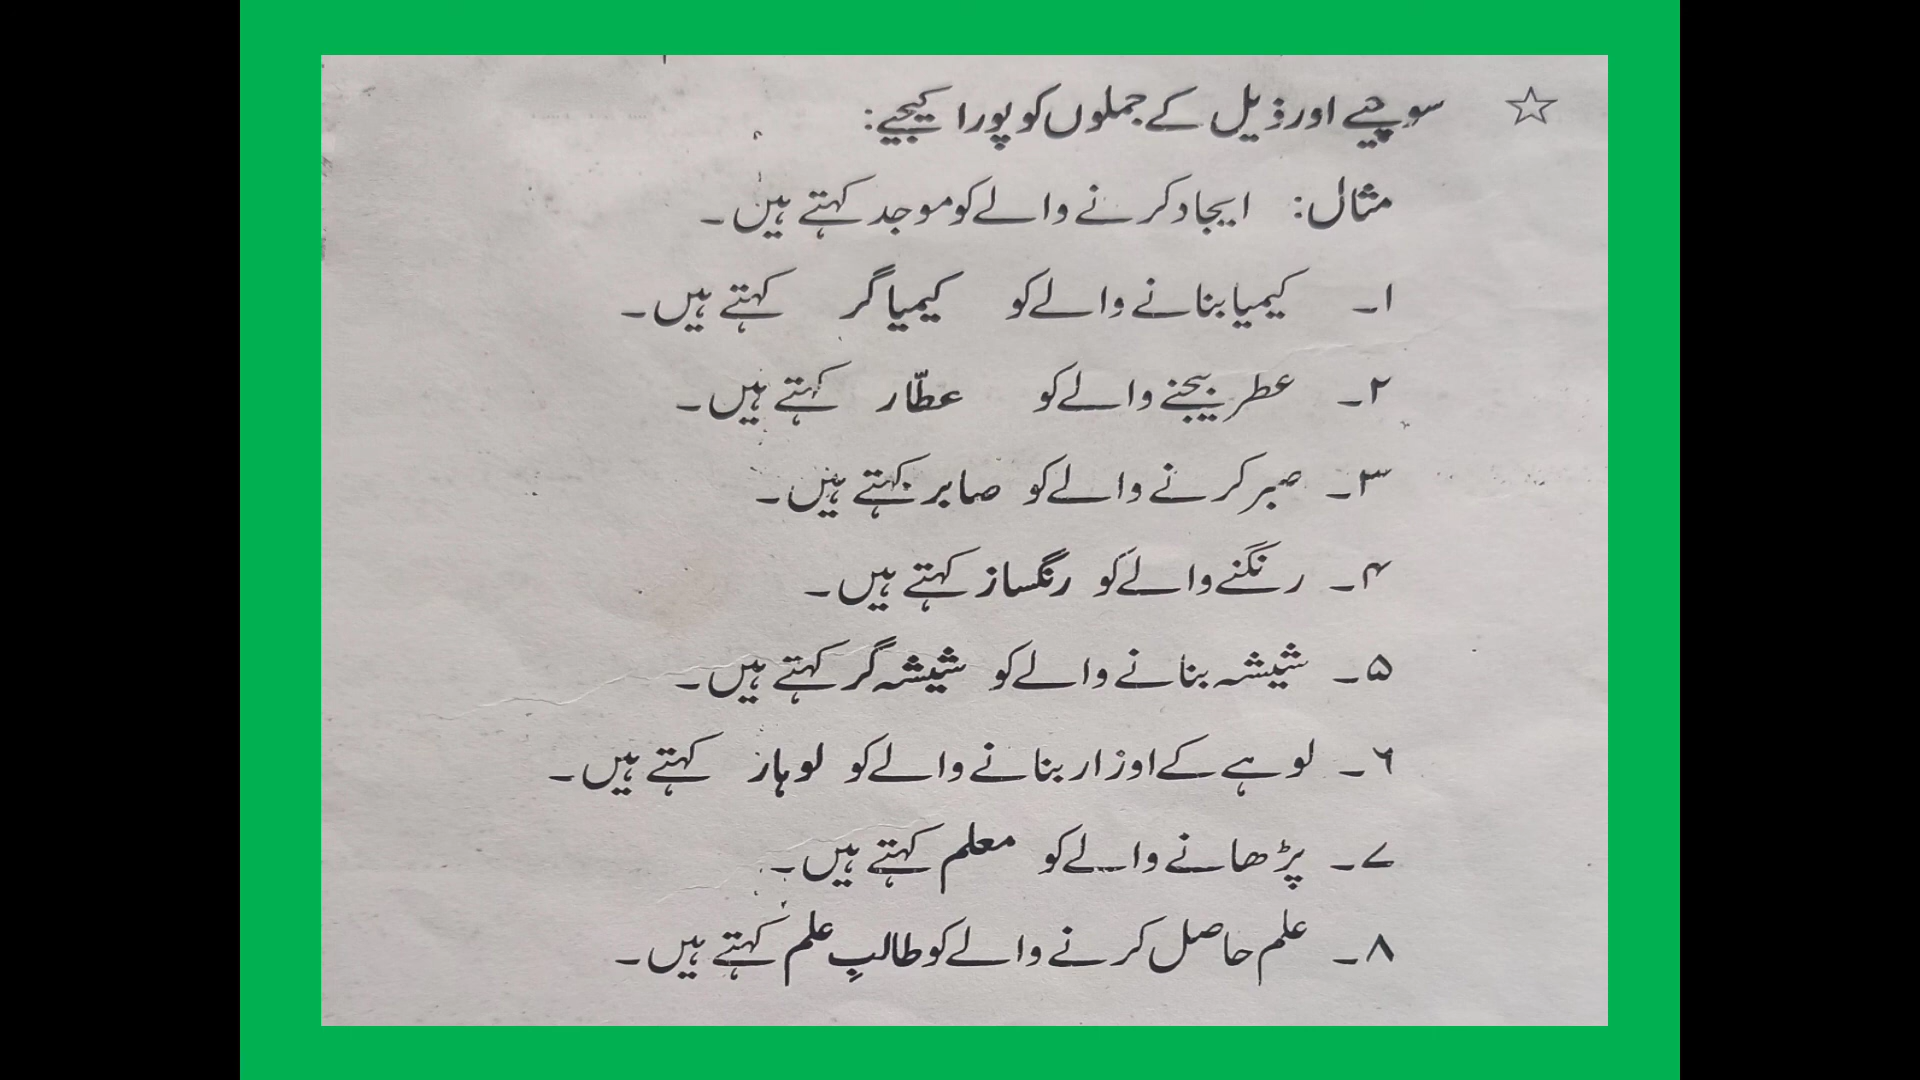 ☆ سوچیے اور ذیل کے جملوں کو پورا کیجیے:
مثال: ایجاد کرنے والے کو موجد کہتے ہیں۔
۱۔ کیمیا بنانے والے کو کیمیا گر کہتے ہیں۔
۲۔ عطر بیچنے والے کو عطّار کہتے ہیں۔
۳۔ صبر کرنے والے کو صابر کہتے ہیں۔
۴۔ رنگنے والے کو رنگساز کہتے ہیں۔
۵۔ شیشہ بنانے والے کو شیشہ گر کہتے ہیں۔
۶۔ لوہے کے اوزار بنانے والے کو لوہار کہتے ہیں۔
۷۔ پڑھانے والے کو معلم کہتے ہیں۔
۸۔ علم حاصل کرنے والے کو طالبِ علم کہتے ہیں۔